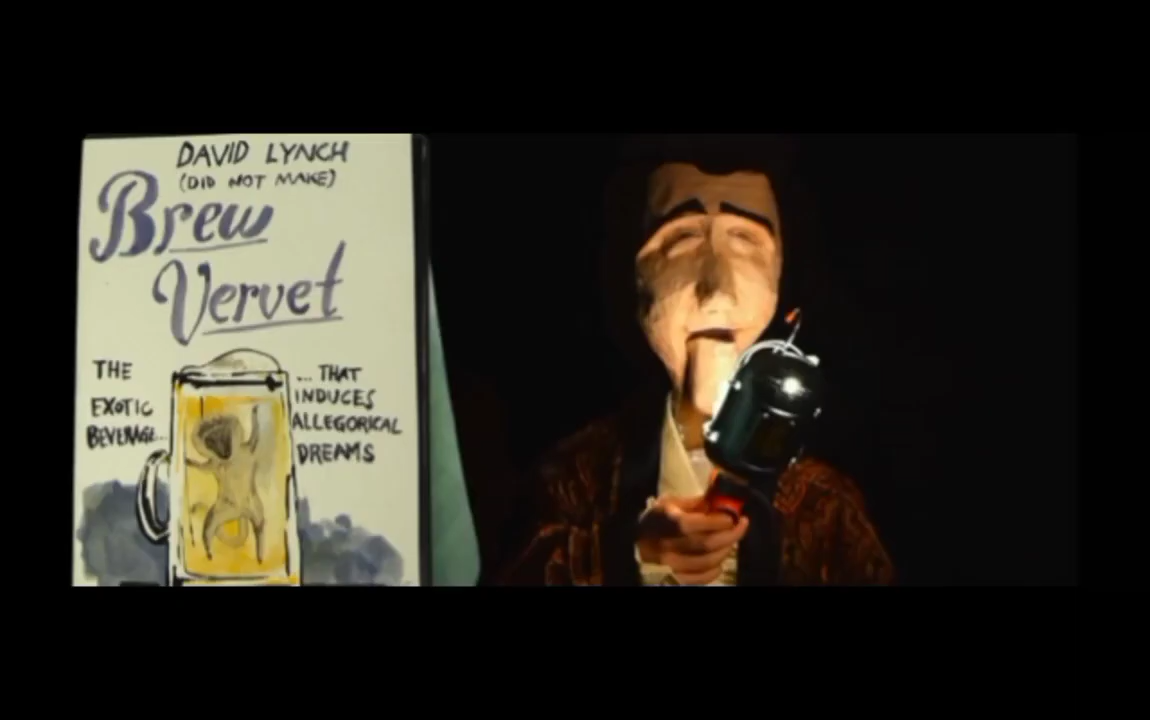 DAVID LYNCH
(DID NOT MAKE)
Brew
Vervet
THE
EXOTIC
BEVERAGE...
... THAT
INDUCES
ALLEGORICAL
DREAMS